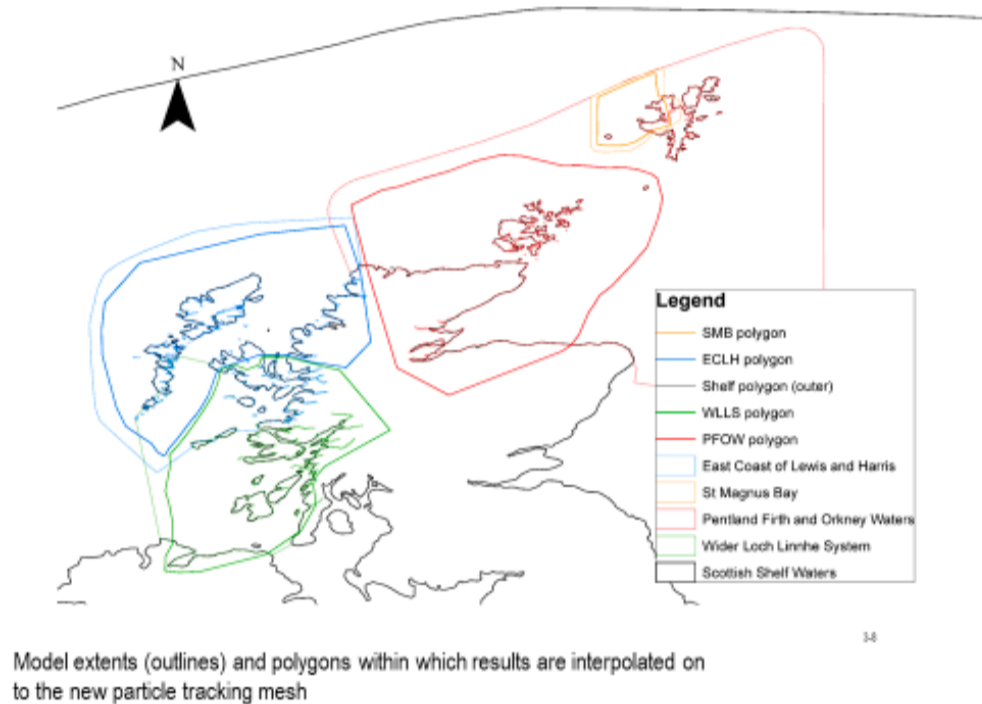 N
Legend
SMB polygon
ECLH polygon
Shelf polygon (outer)
WLLS polygon
PFOW polygon
East Coast of Lewis and Harris
St Magnus Bay
Pentland Firth and Orkney Waters
Wider Loch Linnhe System
Scottish Shelf Waters
3-8
Model extents (outlines) and polygons within which results are interpolated on
to the new particle tracking mesh